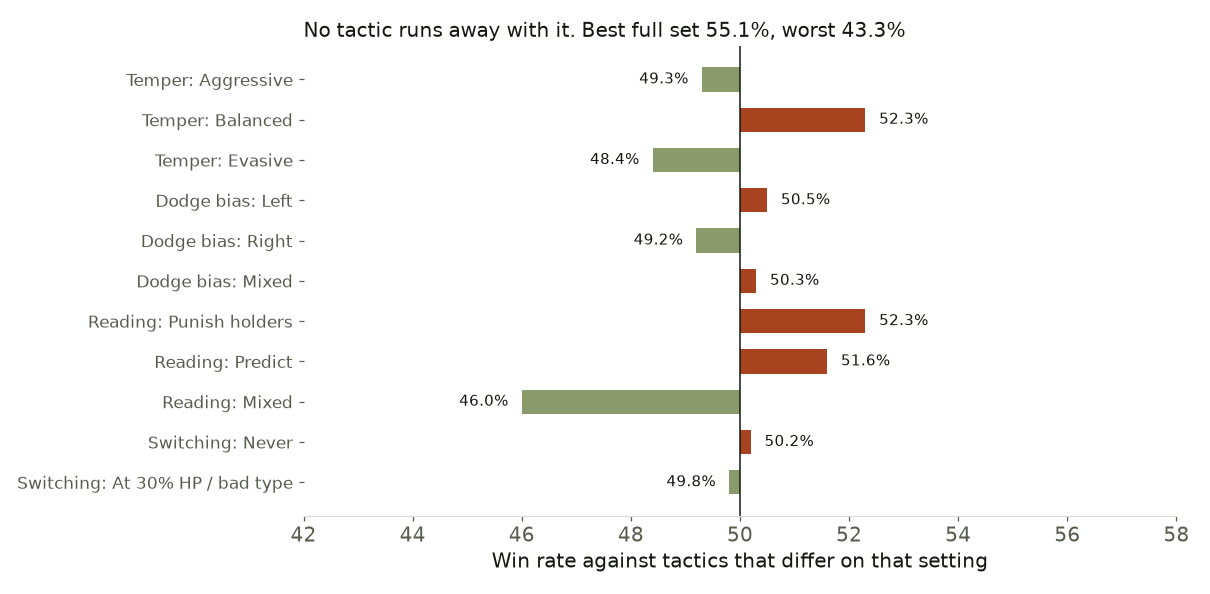 No tactic runs away with it. Best full set 55.1%, worst 43.3%
Temper: Aggressive 49.3%
Temper: Balanced 52.3%
Temper: Evasive 48.4%
Dodge bias: Left 50.5%
Dodge bias: Right 49.2%
Dodge bias: Mixed 50.3%
Reading: Punish holders 52.3%
Reading: Predict 51.6%
Reading: Mixed 46.0%
Switching: Never 50.2%
Switching: At 30% HP / bad type 49.8%
42 44 46 48 50 52 54 56 58
Win rate against tactics that differ on that setting